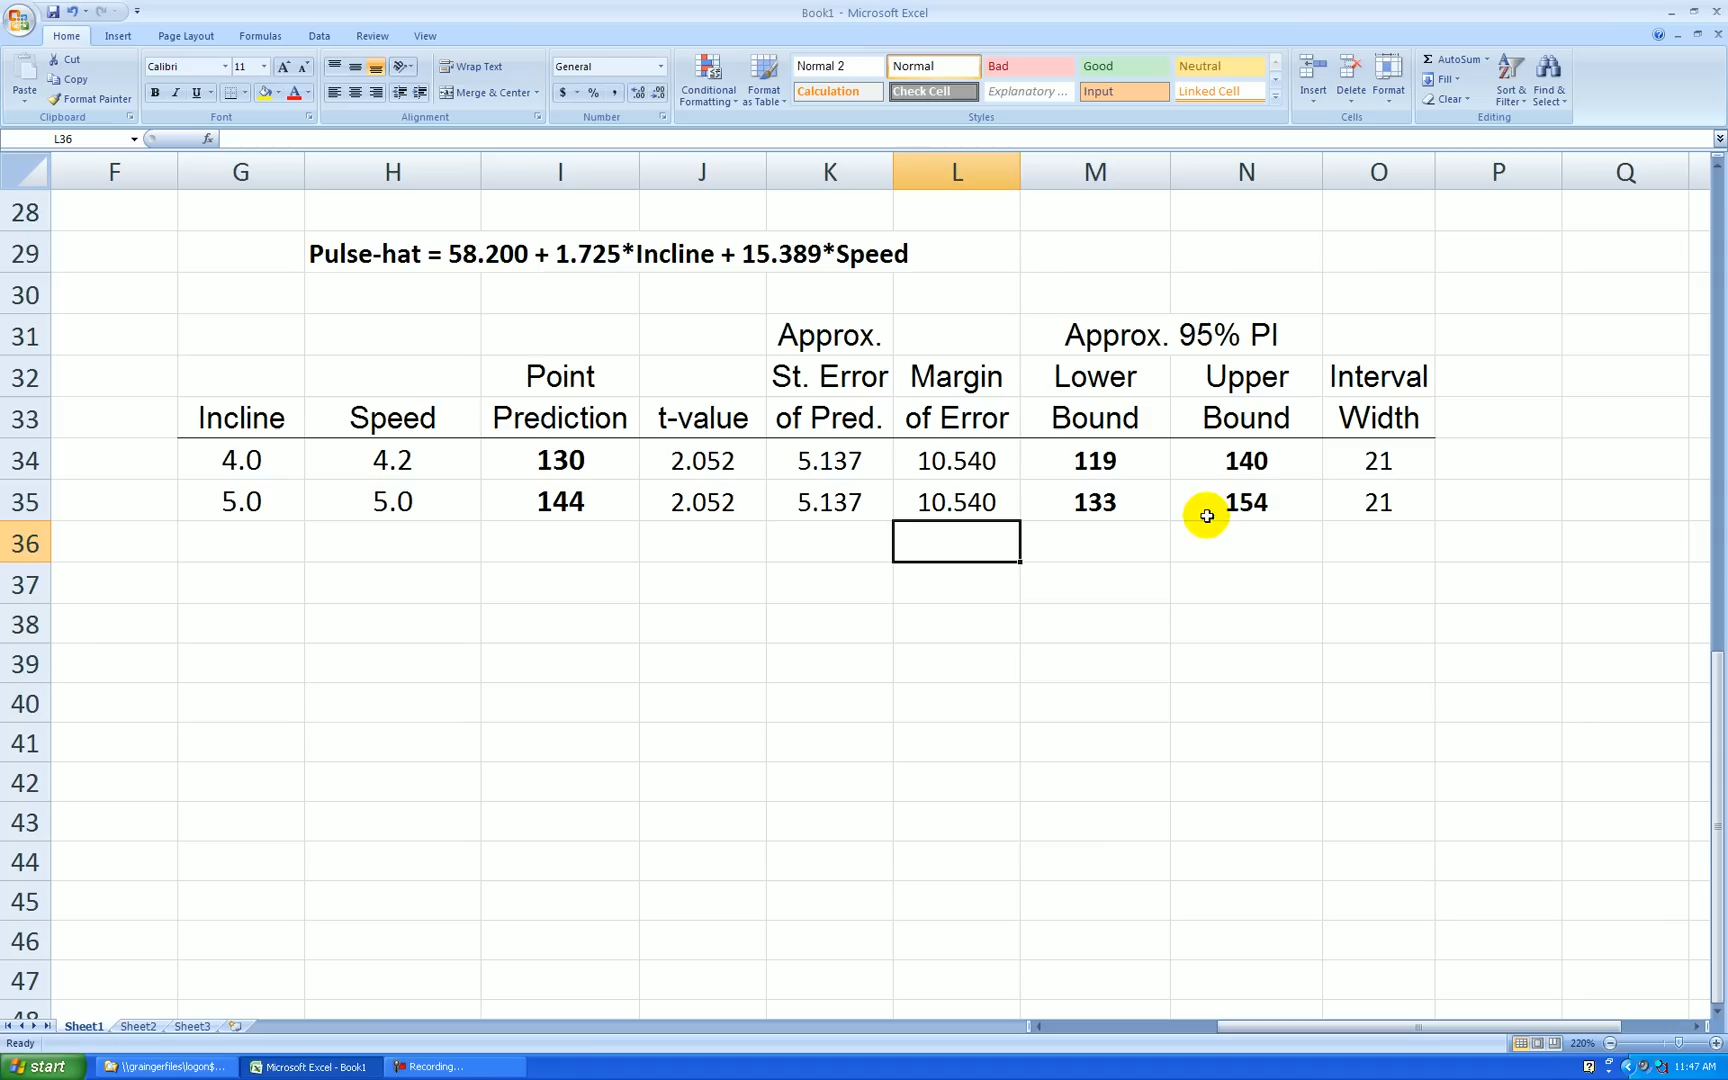 Book1 - Microsoft Excel
Home Insert Page Layout Formulas Data Review View
Paste
Cut
Copy
Format Painter
Clipboard
Calibri 11
B I U
Font
Wrap Text
Merge & Center
Alignment
General
$ % ,
Number
Conditional Formatting
Format as Table
Normal 2 Normal Bad Good Neutral
Calculation Check Cell Explanatory ... Input Linked Cell
Styles
Insert Delete Format
Cells
Σ AutoSum
Fill
Clear
Sort & Filter
Find & Select
Editing
L36 fx
F G H I J K L M N O P Q
28
29 Pulse-hat = 58.200 + 1.725*Incline + 15.389*Speed
30
31 Approx. Approx. 95% PI
32 Point St. Error Margin Lower Upper Interval
33 Incline Speed Prediction t-value of Pred. of Error Bound Bound Width
34 4.0 4.2 130 2.052 5.137 10.540 119 140 21
35 5.0 5.0 144 2.052 5.137 10.540 133 154 21
36
37
38
39
40
41
42
43
44
45
46
47
48
Sheet1 Sheet2 Sheet3
Ready 220%
start \\graingerfiles\logon$... Microsoft Excel - Book1 Recording... 11:47 AM